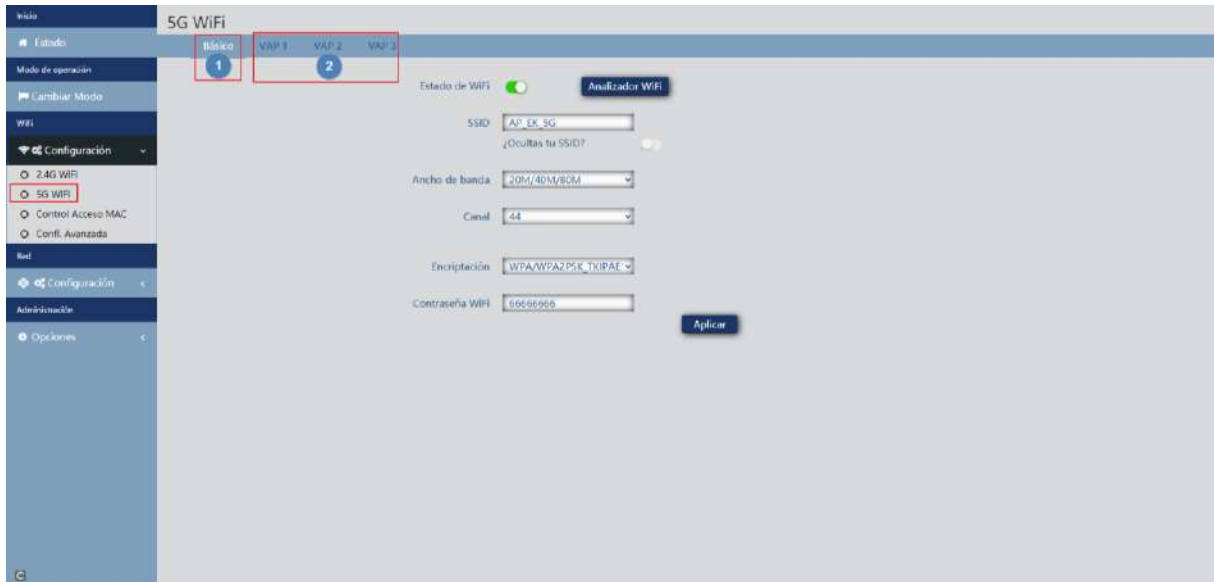 Inicio
Estado
Modo de operación
Cambiar Modo
Wifi
Configuración
2.4G WIFI
5G WIFI
Control Acceso MAC
Confi. Avanzada
Red
Configuración
Administración
Opciones
5G WiFi
Básico VAP 1 VAP 2 VAP 3
1 2
Estado de WiFi Analizador WiFi
SSID AP_EK_5G
¿Ocultas tu SSID?
Ancho de banda 20M/40M/80M
Canal 44
Encriptación WPA/WPA2PSK_TKIPAE
Contraseña WiFi 66666666
Aplicar